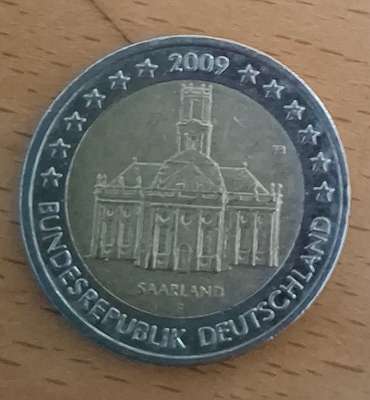 2009
SAARLAND
BUNDESREPUBLIK DEUTSCHLAND